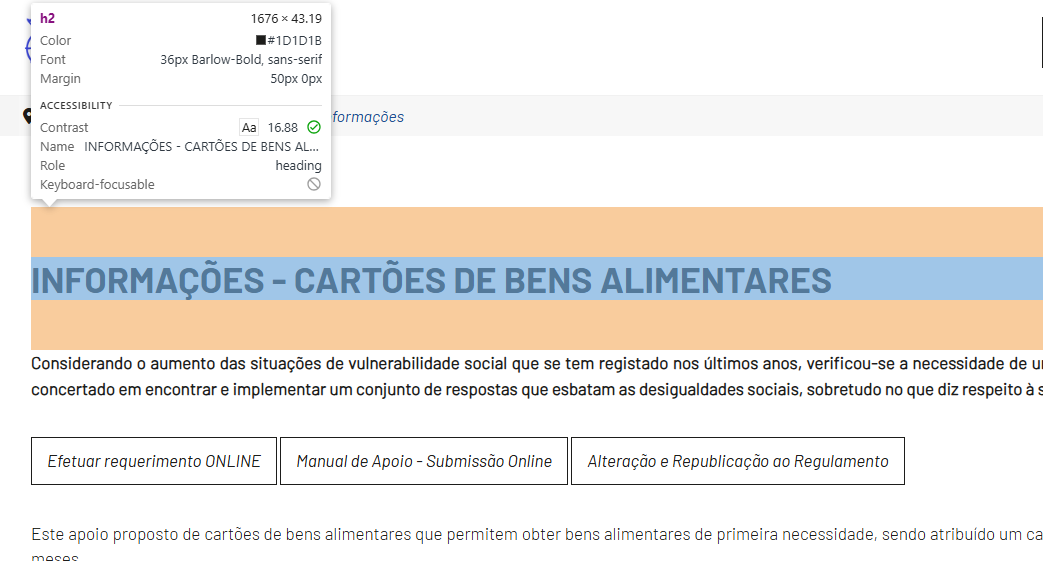 h2 1676 × 43.19
Color #1D1D1B
Font 36px Barlow-Bold, sans-serif
Margin 50px 0px
ACCESSIBILITY
Contrast Aa 16.88
Name INFORMAÇÕES - CARTÕES DE BENS AL...
Role heading
Keyboard-focusable
formações
INFORMAÇÕES - CARTÕES DE BENS ALIMENTARES
Considerando o aumento das situações de vulnerabilidade social que se tem registado nos últimos anos, verificou-se a necessidade de
concertado em encontrar e implementar um conjunto de respostas que esbatam as desigualdades sociais, sobretudo no que diz respeito à
Efetuar requerimento ONLINE Manual de Apoio - Submissão Online Alteração e Republicação ao Regulamento
Este apoio proposto de cartões de bens alimentares que permitem obter bens alimentares de primeira necessidade, sendo atribuído um
meses